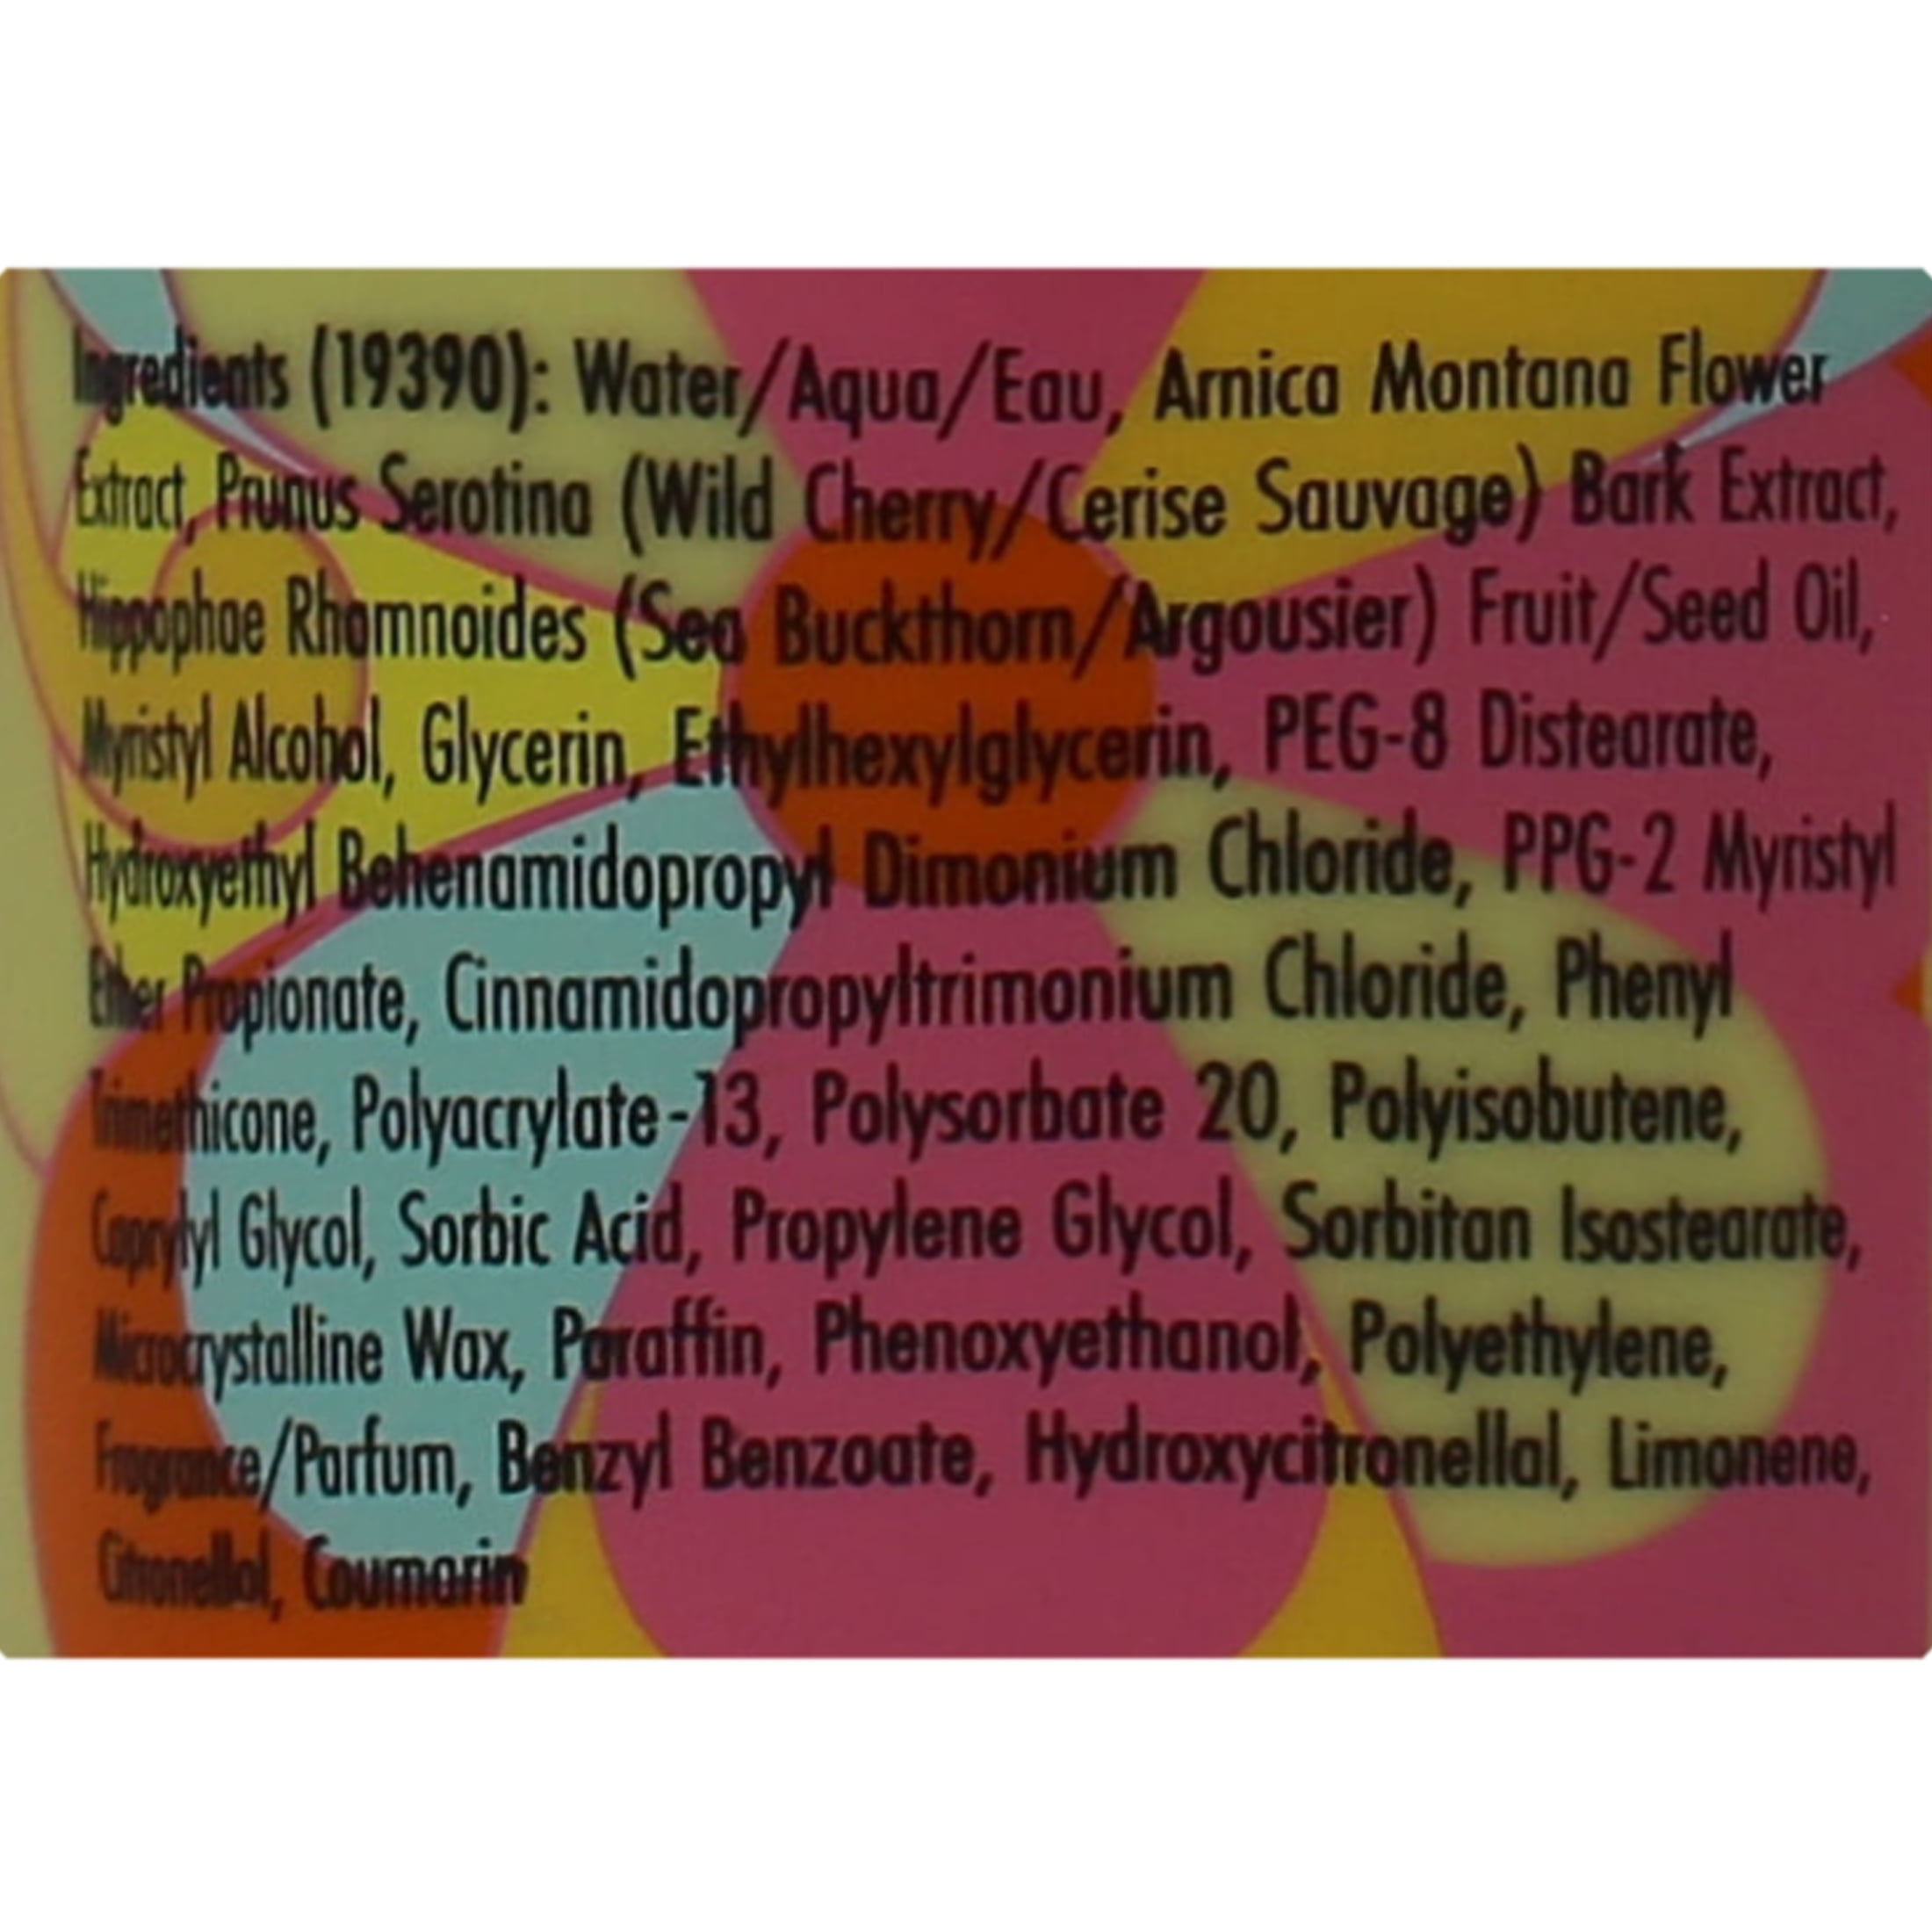 Ingredients (19390): Water/Aqua/Eau, Arnica Montana Flower
Extract, Prunus Serotina (Wild Cherry/Cerise Sauvage) Bark Extract,
Hippophae Rhamnoides (Sea Buckthorn/Argousier) Fruit/Seed Oil,
Myristyl Alcohol, Glycerin, Ethylhexylglycerin, PEG-8 Distearate,
Hydroxyethyl Behenamidopropyl Dimonium Chloride, PPG-2 Myristyl
Ether Propionate, Cinnamidopropyltrimonium Chloride, Phenyl
Trimethicone, Polyacrylate-13, Polysorbate 20, Polyisobutene,
Caprylyl Glycol, Sorbic Acid, Propylene Glycol, Sorbitan Isostearate,
Microcrystalline Wax, Paraffin, Phenoxyethanol, Polyethylene,
Fragrance/Parfum, Benzyl Benzoate, Hydroxycitronellal, Limonene,
Citronellol, Coumarin